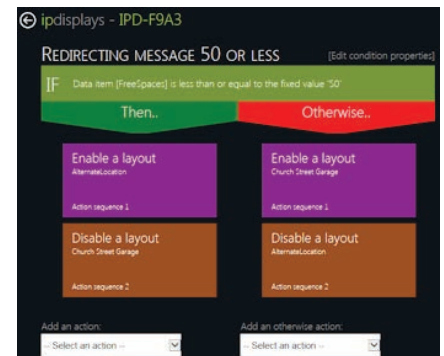 ipdisplays - IPD-F9A3
REDIRECTING MESSAGE 50 OR LESS
[Edit condition properties]
IF Data item [FreeSpaces] is less than or equal to the fixed value '50'
Then..
Otherwise..
Enable a layout
AlternateLocation
Action sequence 1
Enable a layout
Church Street Garage
Action sequence 1
Disable a layout
Church Street Garage
Action sequence 2
Disable a layout
AlternateLocation
Action sequence 2
Add an action:
-- Select an action --
Add an otherwise action:
-- Select an action --